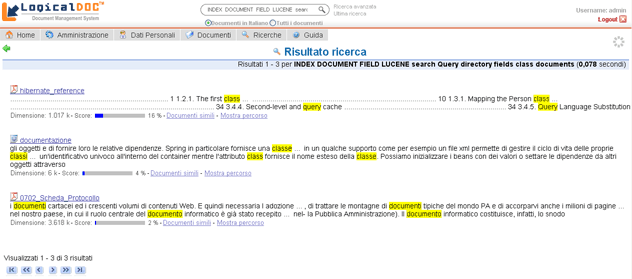 LogicalDOC™
Document Management System
INDEX DOCUMENT FIELD LUCENE sean
Documenti in Italiano Tutti i documenti
Ricerca avanzata
Ultima ricerca
Username: admin
Logout
Home Amministrazione Dati Personali Documenti Ricerche Guida
Risultato ricerca
Risultati 1 - 3 per INDEX DOCUMENT FIELD LUCENE search Query directory fields class documents (0,078 secondi)
hibernate_reference
1 1.2.1. The first class ... 10 1.3.1. Mapping the Person class ...
34 3.4.4. Second-level and query cache 34 3.4.5. Query Language Substitution
Dimensione: 1.017 k - Score: 16 % - Documenti simili - Mostra percorso
documentazione
gli oggetti e di fornire loro le relative dipendenze. Spring in particolare fornisce una classe ... in un qualche supporto come per esempio un file xml permette di gestire il ciclo di vita delle proprie
classi ... un'identificativo univoco all'interno del container mentre l'attributo class fornisce il nome esteso della classe. Possiamo inizializzare i beans con dei valori o settare le dipendenze da altri
oggetti attraverso
Dimensione: 6 k - Score: 4 % - Documenti simili - Mostra percorso
0702_Scheda_Protocollo
i documenti cartacei ed i crescenti volumi di contenuti Web. E quindi necessaria l adozione ... , di trattare le montagne di documenti tipiche del mondo PA e di accorparvi anche i milioni di pagine ...
nel nostro paese, in cui il ruolo centrale del documento informatico è già stato recepito ... nel- la Pubblica Amministrazione). Il documento informatico costituisce, infatti, lo snodo
Dimensione: 3.618 k - Score: 2 % - Documenti simili - Mostra percorso
Visualizzati 1 - 3 di 3 risultati